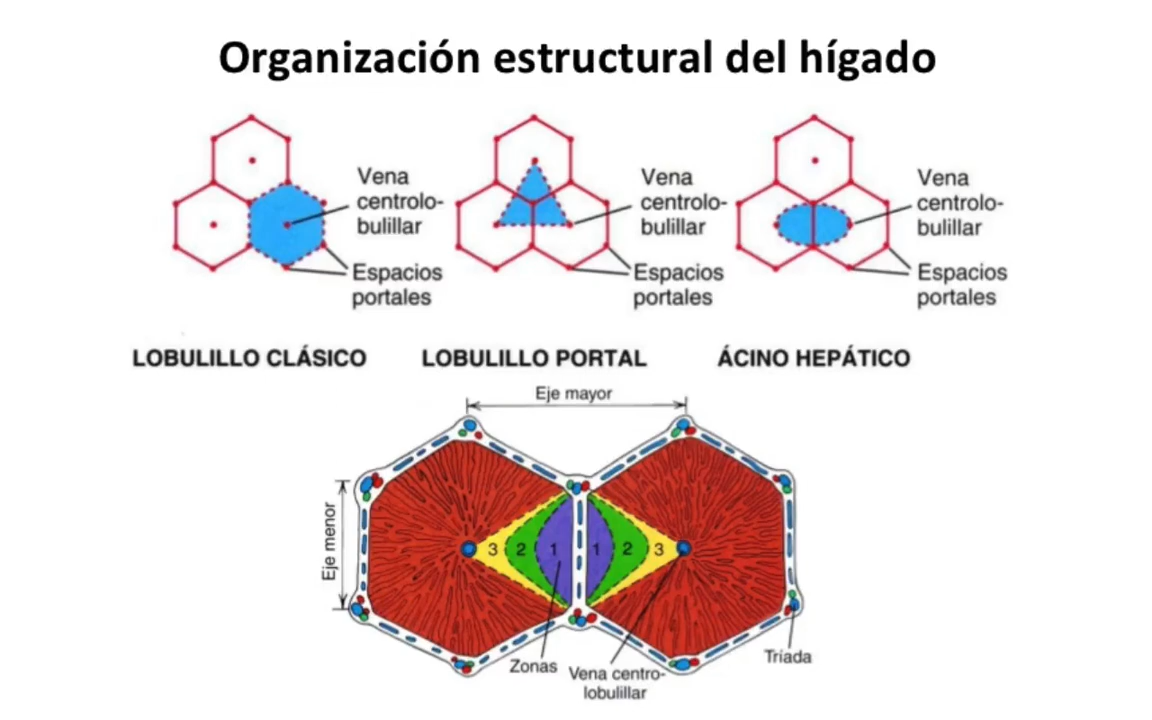 Organización estructural del hígado
Vena
centrolo-
bulillar
Espacios
portales
Vena
centrolo-
bulillar
Espacios
portales
Vena
centrolo-
bulillar
Espacios
portales
LOBULILLO CLÁSICO
LOBULILLO PORTAL
ÁCINO HEPÁTICO
Eje mayor
Eje menor
3 2 1 1 2 3
Zonas
Vena centro-
lobulillar
Tríada